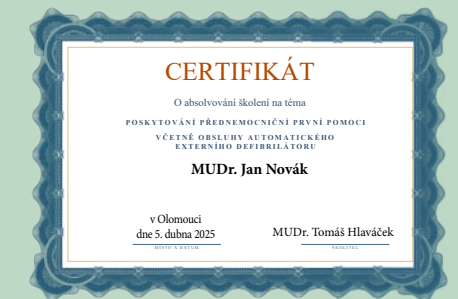 CERTIFIKÁT
O absolvování školení na téma
POSKYTOVÁNÍ PŘEDNEMOCNIČNÍ PRVNÍ POMOCI
VČETNĚ OBSLUHY AUTOMATICKÉHO
EXTERNÍHO DEFIBRILÁTORU
MUDr. Jan Novák
v Olomouci
dne 5. dubna 2025
MUDr. Tomáš Hlaváček
MÍSTO A DATUM
ŠKOLITEL